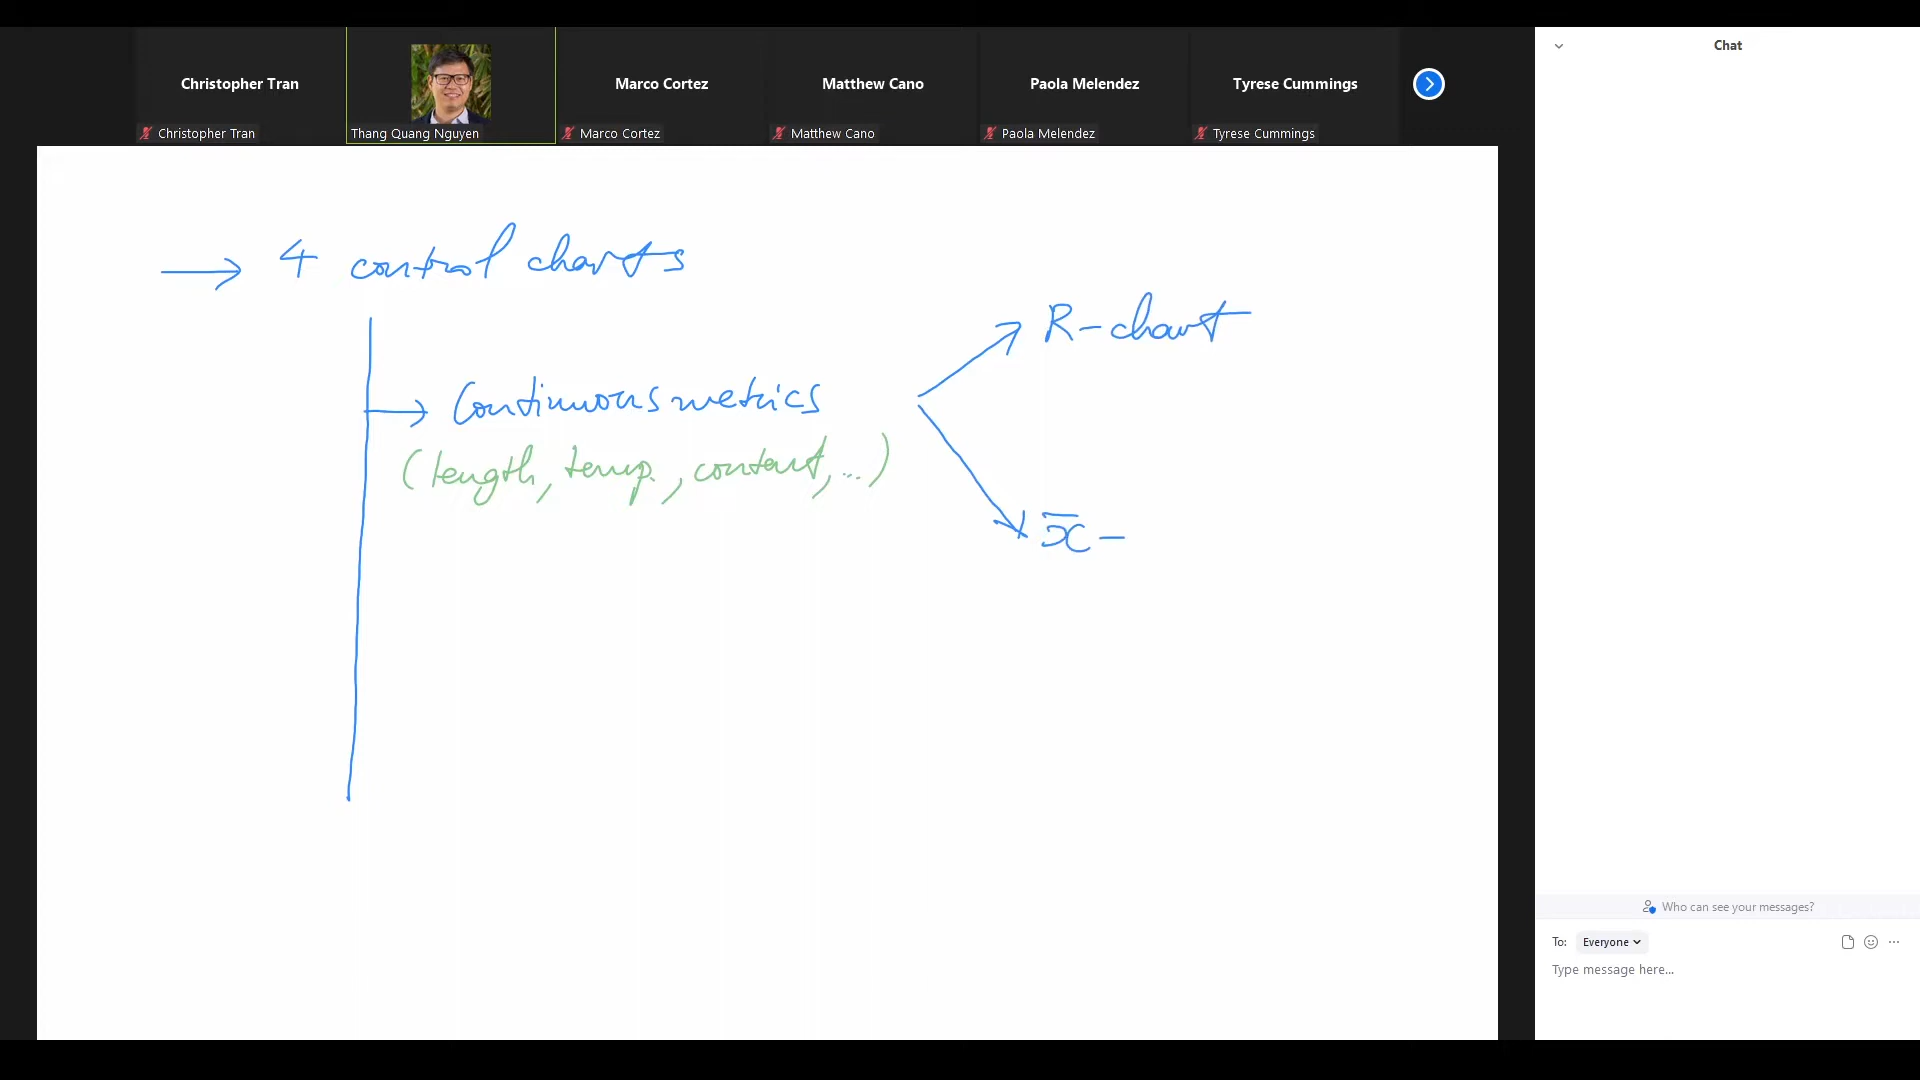 Christopher Tran
Marco Cortez
Matthew Cano
Paola Melendez
Tyrese Cummings
Christopher Tran
Thang Quang Nguyen
Marco Cortez
Matthew Cano
Paola Melendez
Tyrese Cummings
→ 4 control charts
R-chart
→ Continuous metrics
(length, temp., content, ...)
x̄ -
Chat
Who can see your messages?
To: Everyone
Type message here...